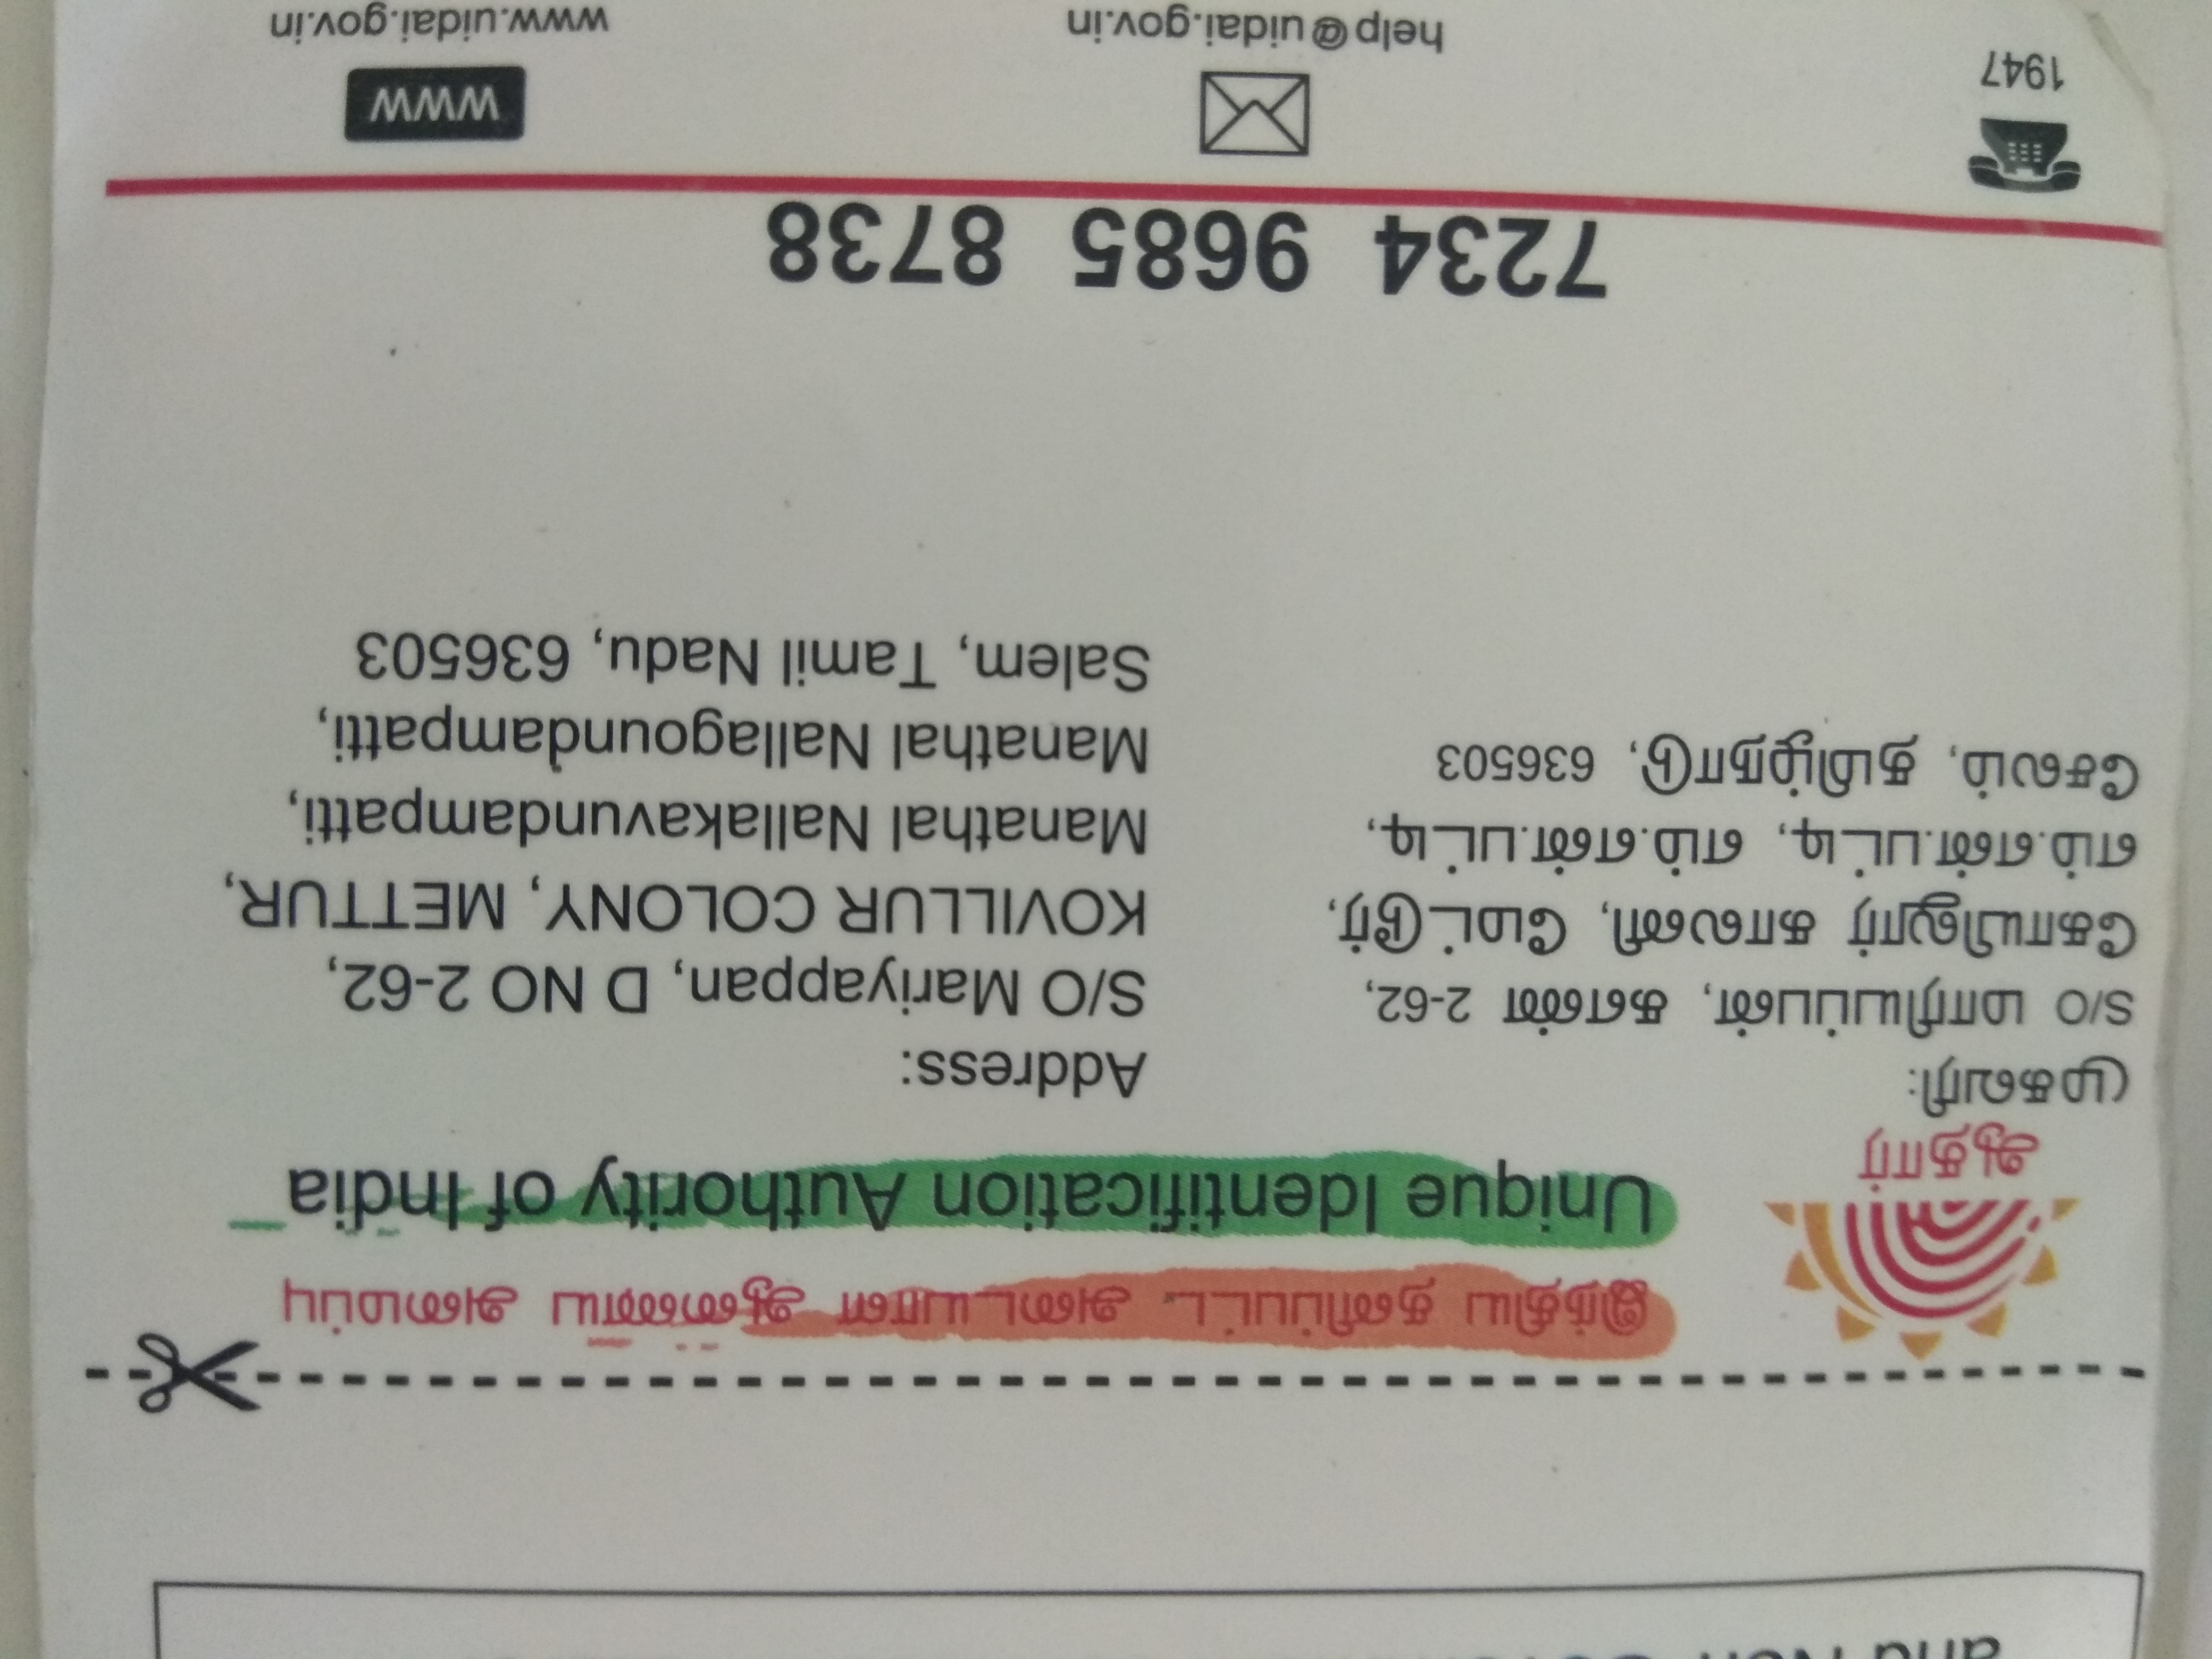 இந்திய தனிப்பட்ட அடையாள ஆணைய அமைப்பு
Unique Identification Authority of India
ஆதார்
முகவரி:
S/O மாரியப்பன், கஎண் 2-62,
கோயிலூர் காலனி, மேட்டூர்,
எம்.என்.பட்டி, எம்.என்.பட்டி,
சேலம், தமிழ்நாடு, 636503
Address:
S/O Mariyappan, D NO 2-62,
KOVILLUR COLONY, METTUR,
Manathal Nallakavundampatti,
Manathal Nallagoundampatti,
Salem, Tamil Nadu, 636503
7234 9685 8738
1947
help@uidai.gov.in
WWW
www.uidai.gov.in